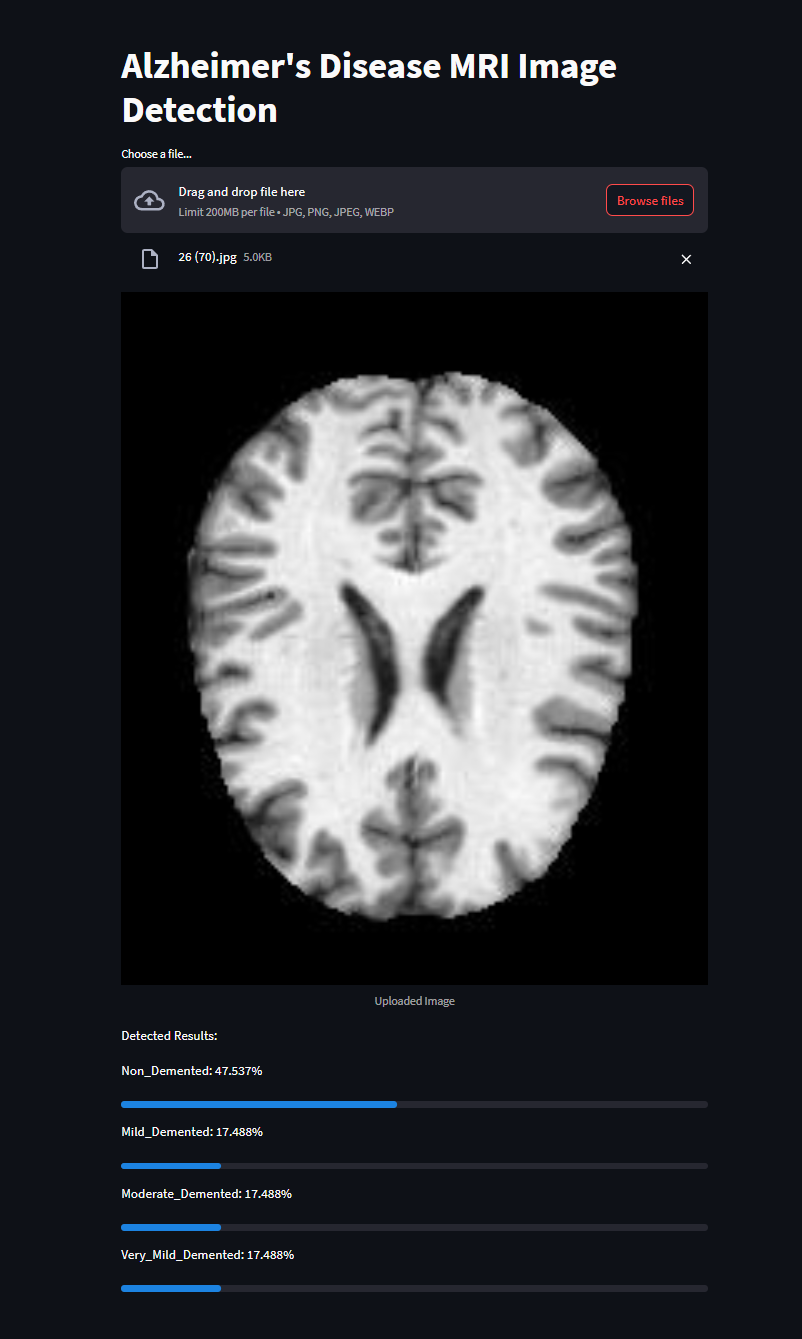 Alzheimer's Disease MRI Image
Detection
Choose a file...
Drag and drop file here
Limit 200MB per file • JPG, PNG, JPEG, WEBP
Browse files
26 (70).jpg 5.0KB
Uploaded Image
Detected Results:
Non_Demented: 47.537%
Mild_Demented: 17.488%
Moderate_Demented: 17.488%
Very_Mild_Demented: 17.488%